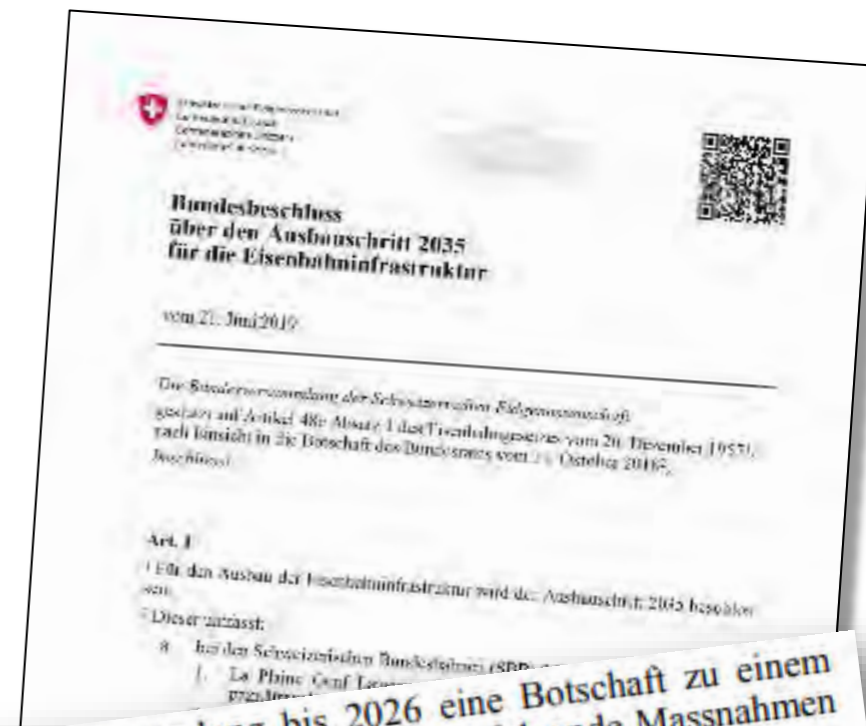 Bundesbeschluss
über den Ausbauschritt 2035
für die Eisenbahninfrastruktur
vom 21. Juni 2019
Die Bundesversammlung der Schweizerischen Eidgenossenschaft,
gestützt auf Artikel 48c Absatz 1 des Eisenbahngesetzes vom 20. Dezember 1957¹,
nach Einsicht in die Botschaft des Bundesrates vom Oktober 2018²,
beschliesst:
Art. 1
¹ Für den Ausbau der Eisenbahninfrastruktur wird der Ausbauschritt 2035 beschlossen
² Dieser umfasst:
a. bei den Schweizerischen Bundesbahnen (SBB)
1. La Plaine Genf
bis 2026 eine Botschaft zu einem
Massnahmen